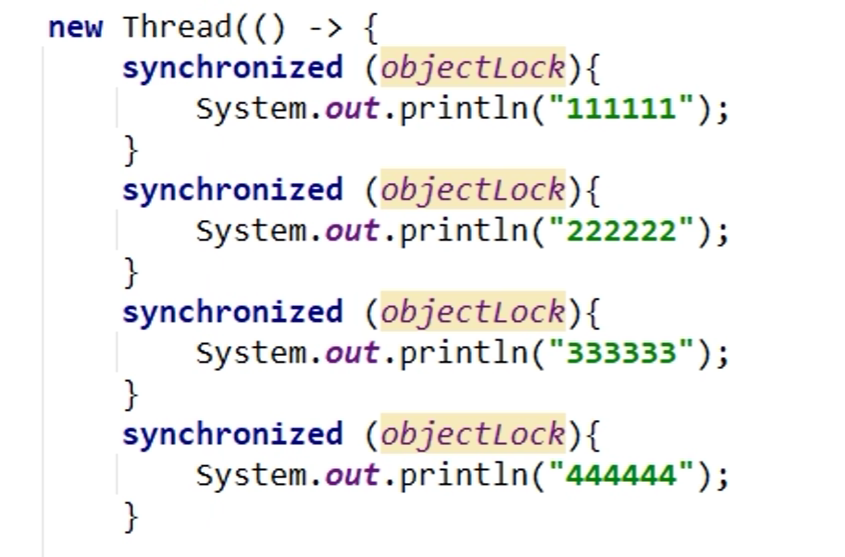 new Thread(() -> {
    synchronized (objectLock){
        System.out.println("111111");
    }
    synchronized (objectLock){
        System.out.println("222222");
    }
    synchronized (objectLock){
        System.out.println("333333");
    }
    synchronized (objectLock){
        System.out.println("444444");
    }